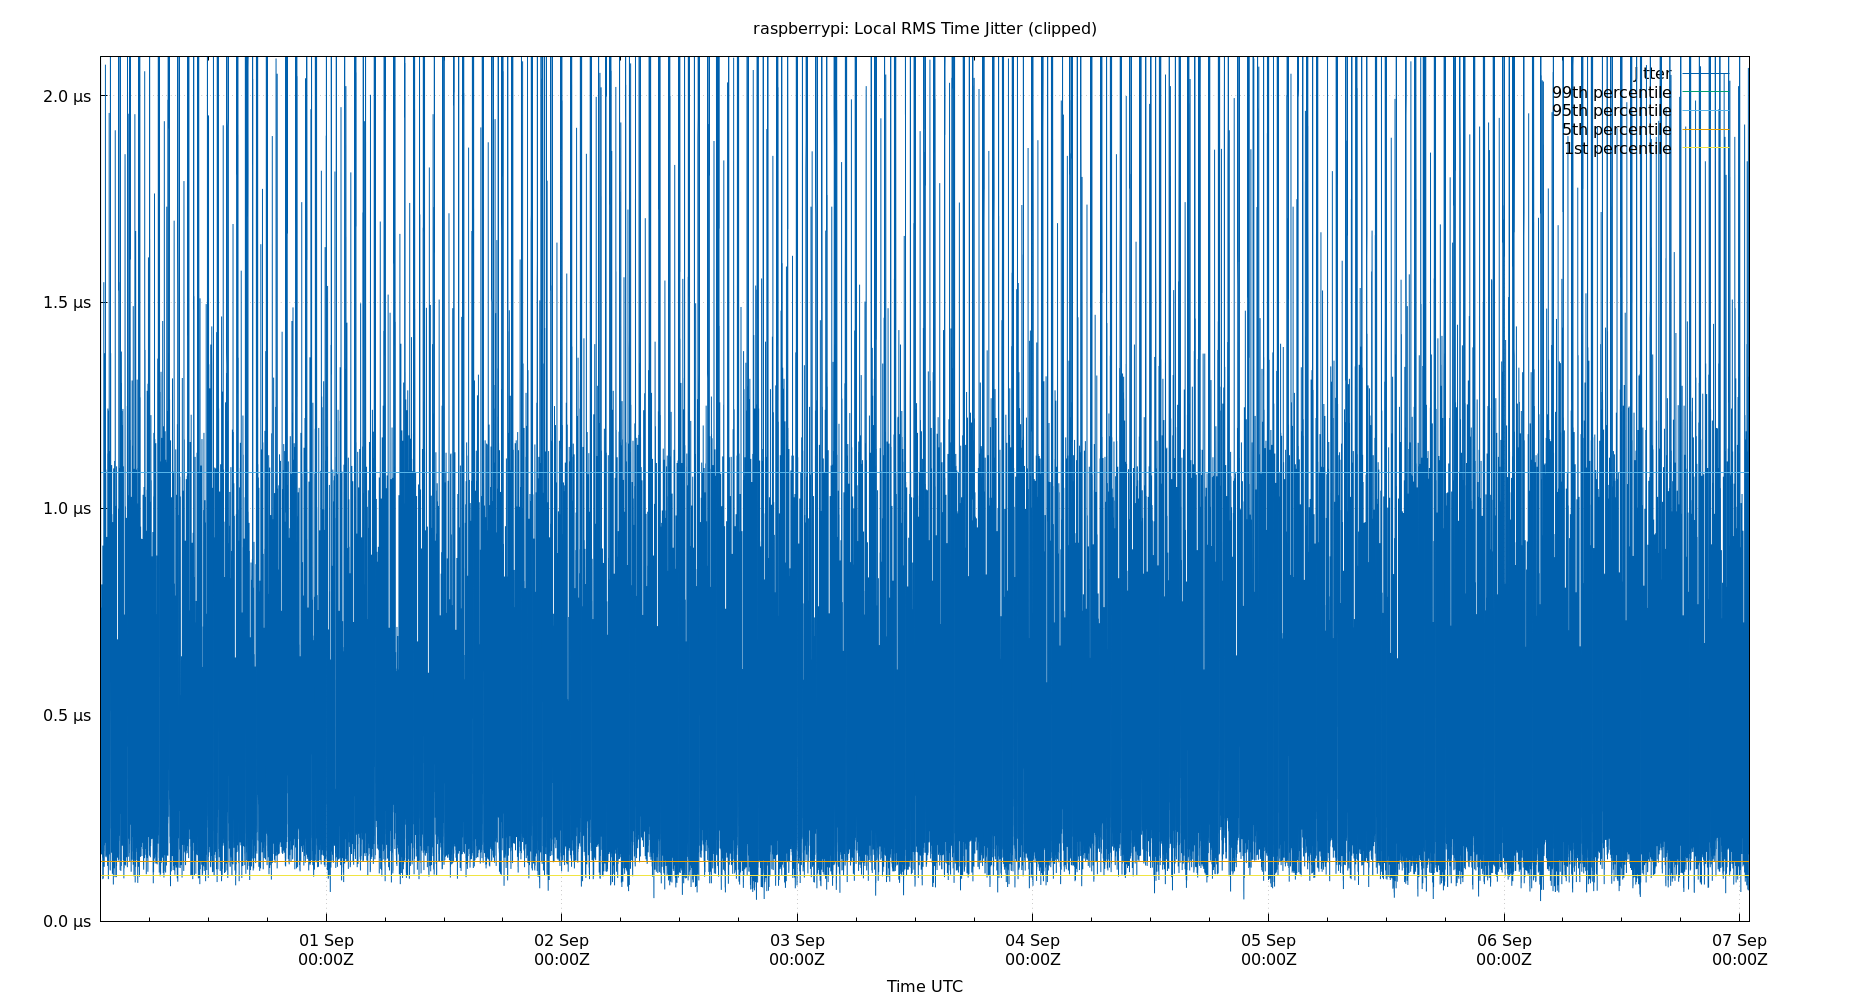 raspberrypi: Local RMS Time Jitter (clipped)
2.0 µs
1.5 µs
1.0 µs
0.5 µs
0.0 µs
jitter
99th percentile
95th percentile
5th percentile
1st percentile
01 Sep
00:00Z
02 Sep
00:00Z
03 Sep
00:00Z
04 Sep
00:00Z
05 Sep
00:00Z
06 Sep
00:00Z
07 Sep
00:00Z
Time UTC